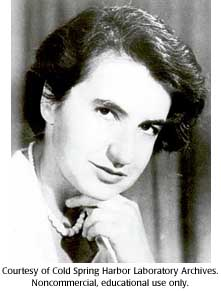 Courtesy of Cold Spring Harbor Laboratory Archives.
Noncommercial, educational use only.